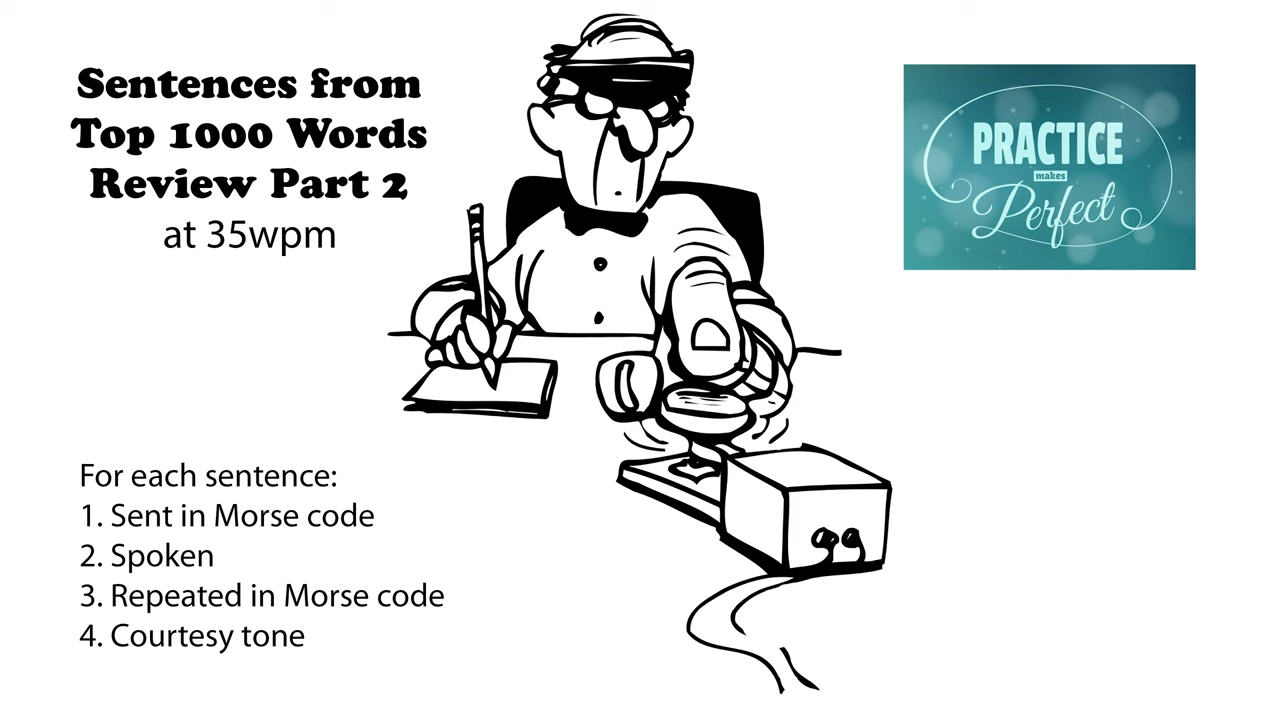 Sentences from
Top 1000 Words
Review Part 2
at 35wpm
PRACTICE
makes
Perfect
For each sentence:
1. Sent in Morse code
2. Spoken
3. Repeated in Morse code
4. Courtesy tone